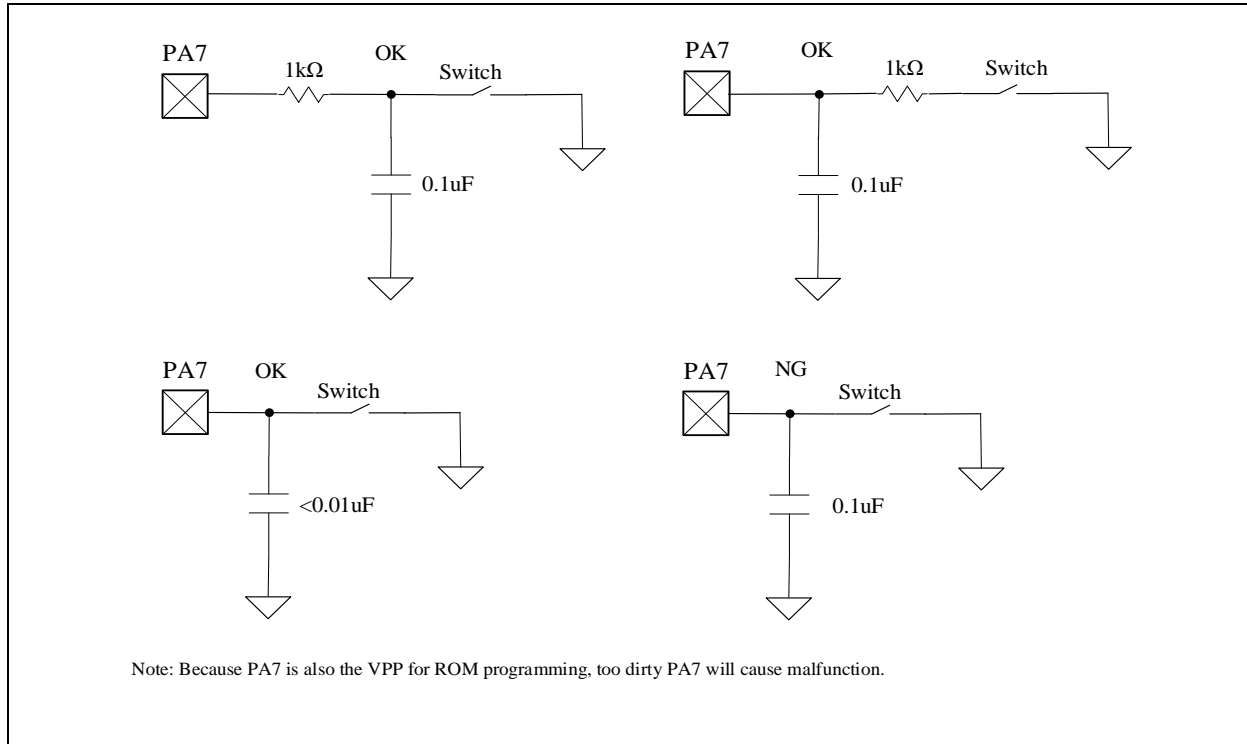 PA7
OK
1kΩ
Switch
0.1uF
PA7
OK
1kΩ
Switch
0.1uF
PA7
OK
Switch
<0.01uF
PA7
NG
Switch
0.1uF
Note: Because PA7 is also the VPP for ROM programming, too dirty PA7 will cause malfunction.